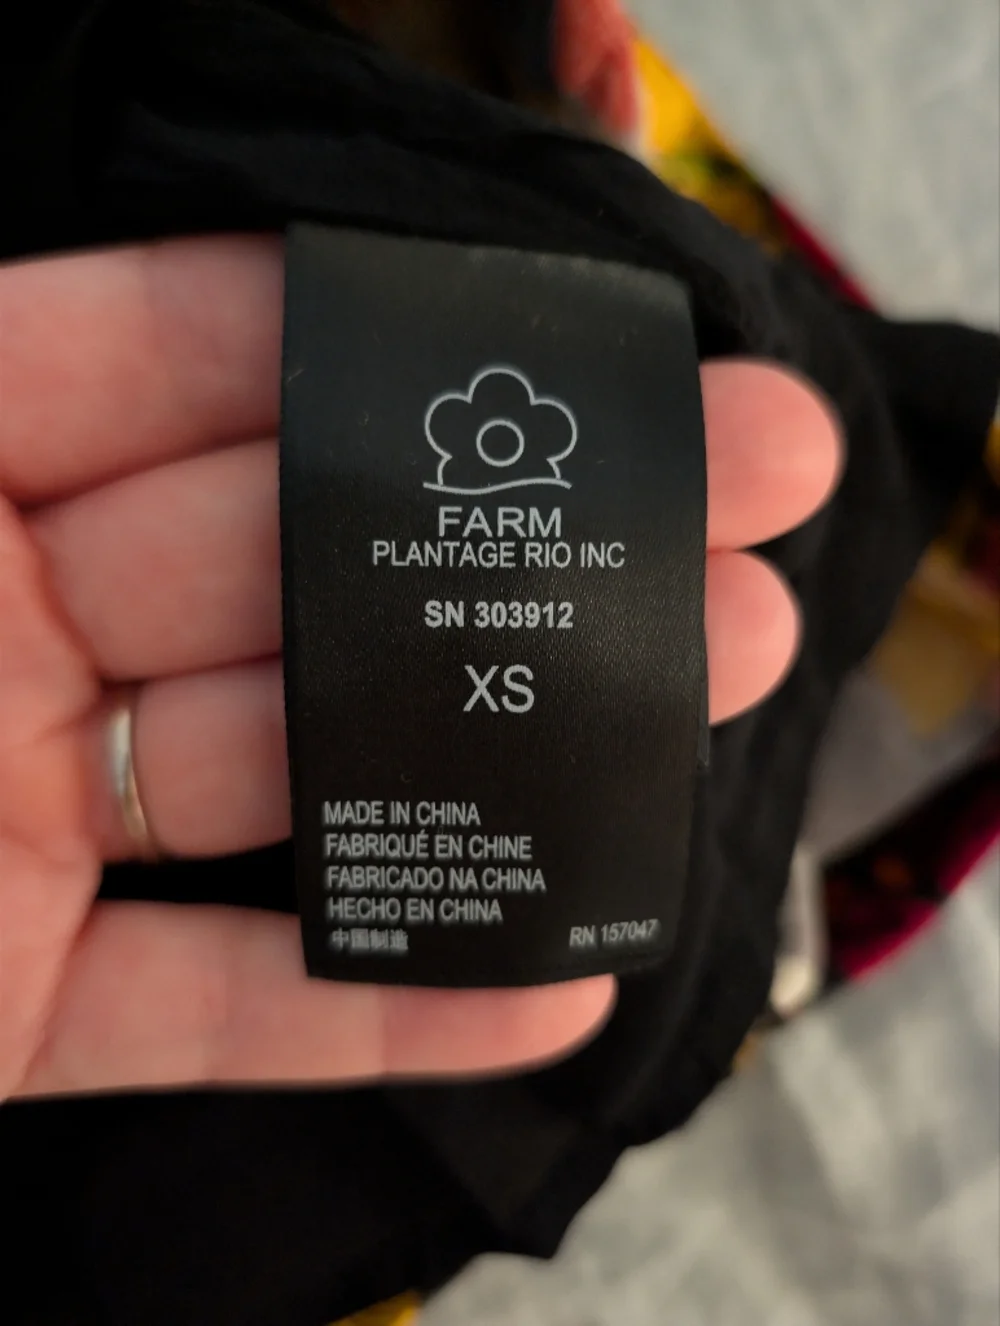 FARM
PLANTAGE RIO INC
SN 303912
XS
MADE IN CHINA
FABRIQUÉ EN CHINE
FABRICADO NA CHINA
HECHO EN CHINA
中国制造
RN 157047